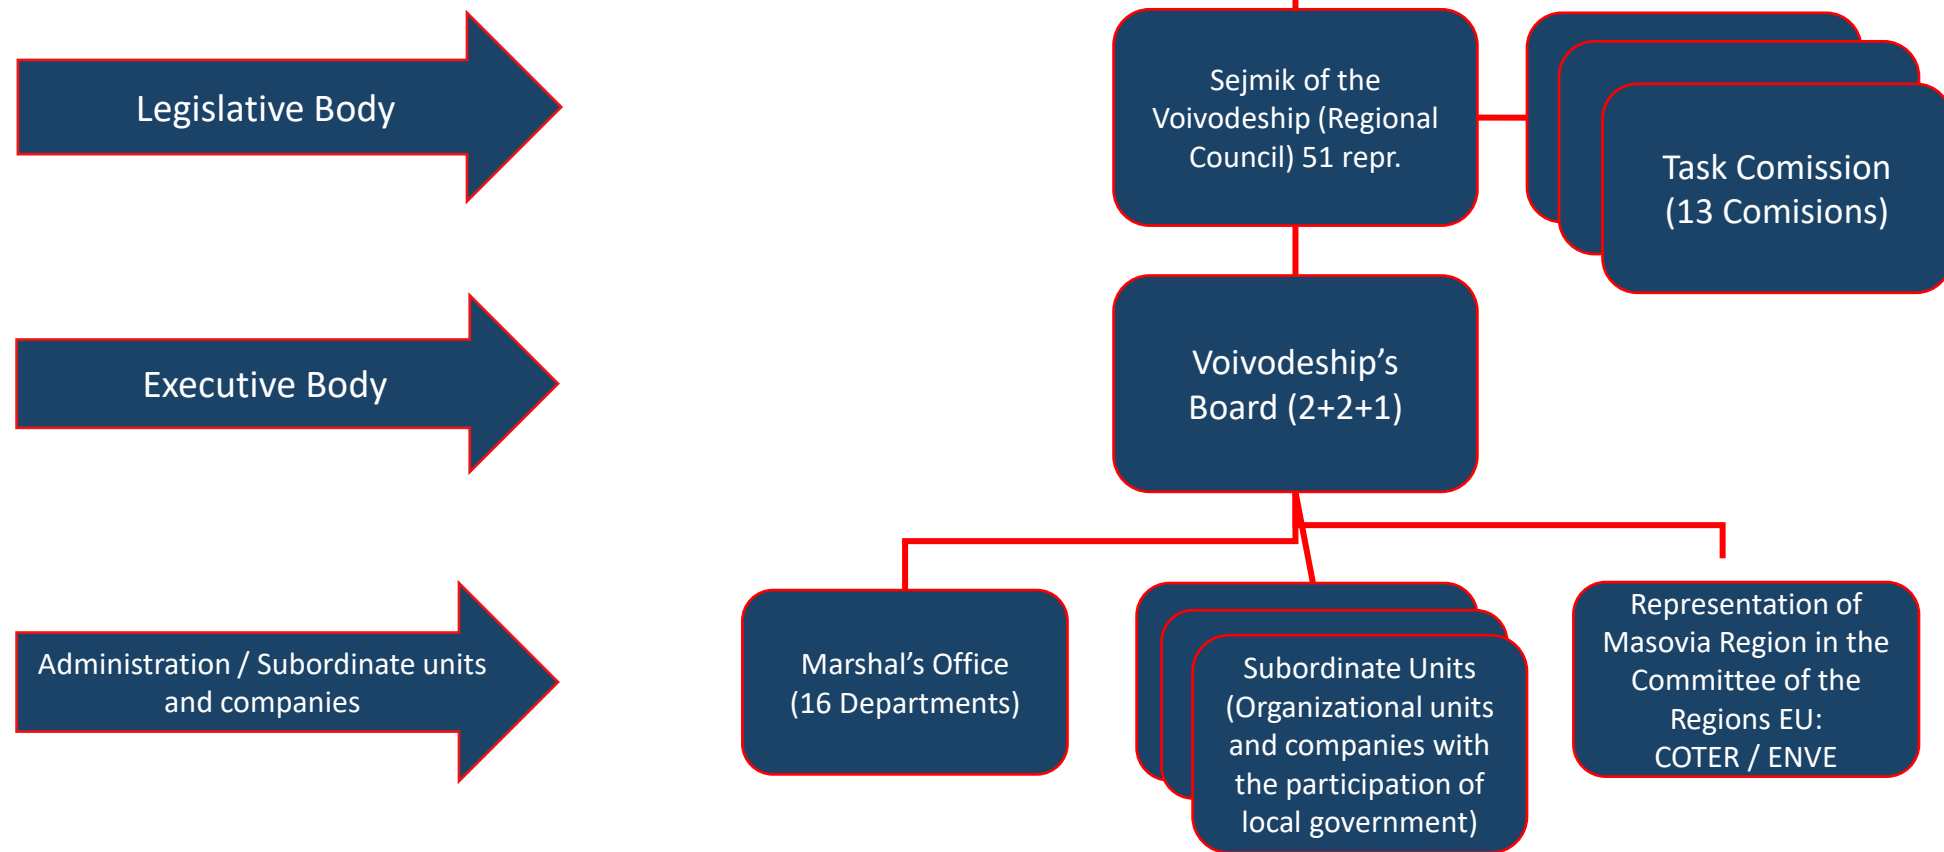 Legislative Body
Sejmik of the
Voivodeship (Regional
Council) 51 repr.
Task Comission
(13 Comisions)
Executive Body
Voivodeship’s
Board (2+2+1)
Administration / Subordinate units
and companies
Marshal’s Office
(16 Departments)
Subordinate Units
(Organizational units
and companies with
the participation of
local government)
Representation of
Masovia Region in the
Committee of the
Regions EU:
COTER / ENVE